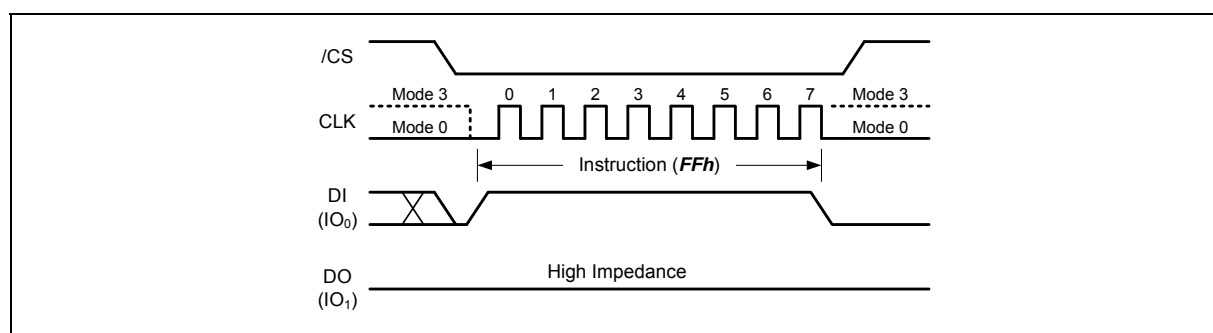 /CS
Mode 3 0 1 2 3 4 5 6 7 Mode 3
CLK
Mode 0 Mode 0
Instruction (FFh)
DI
(IO₀)
High Impedance
DO
(IO₁)